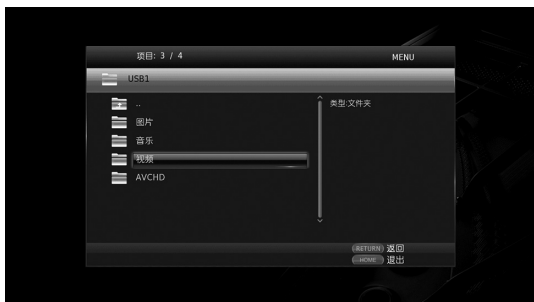 项目: 3 / 4
MENU
USB1
..
类型:文件夹
图片
音乐
视频
AVCHD
RETURN 返回
HOME 退出